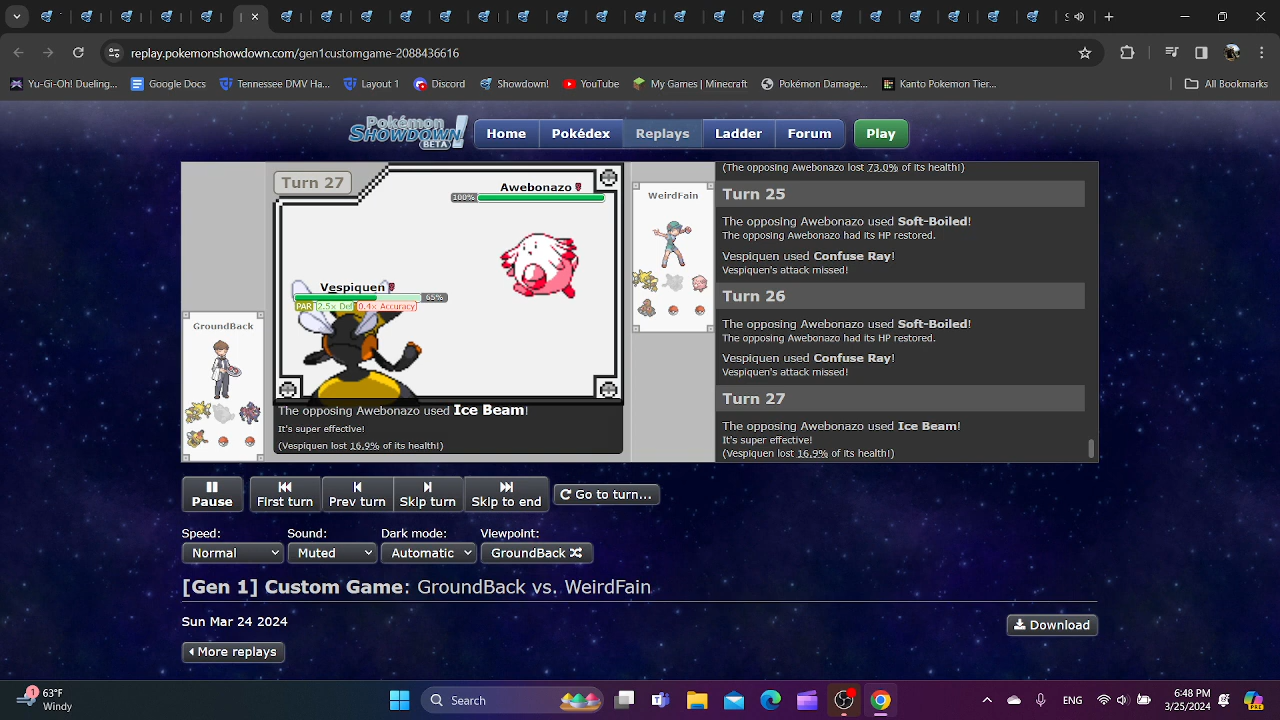 replay.pokemonshowdown.com/gen1customgame-2088436616
Yu-Gi-Oh! Dueling...
Google Docs
Tennessee DMV Ha...
Layout 1
Discord
Showdown!
YouTube
My Games | Minecraft
Pokémon Damage...
Kanto Pokemon Tier...
All Bookmarks
Pokémon
SHOWDOWN!
BETA
Home
Pokédex
Replays
Ladder
Forum
Play
Turn 27
Awebonazo
100%
Vespiquen
65%
PAR 2.5× Def 0.4× Accuracy
The opposing Awebonazo used Ice Beam!
It's super effective!
(Vespiquen lost 16.9% of its health!)
GroundBack
WeirdFain
(The opposing Awebonazo lost 73.0% of its health!)
Turn 25
The opposing Awebonazo used Soft-Boiled!
The opposing Awebonazo had its HP restored.
Vespiquen used Confuse Ray!
Vespiquen's attack missed!
Turn 26
The opposing Awebonazo used Soft-Boiled!
The opposing Awebonazo had its HP restored.
Vespiquen used Confuse Ray!
Vespiquen's attack missed!
Turn 27
The opposing Awebonazo used Ice Beam!
It's super effective!
(Vespiquen lost 16.9% of its health!)
Pause
First turn
Prev turn
Skip turn
Skip to end
Go to turn...
Speed:
Sound:
Dark mode:
Viewpoint:
Normal
Muted
Automatic
GroundBack
[Gen 1] Custom Game: GroundBack vs. WeirdFain
Sun Mar 24 2024
Download
More replays
1
63°F
Windy
Search
ENG
6:48 PM
3/25/2024
PRE